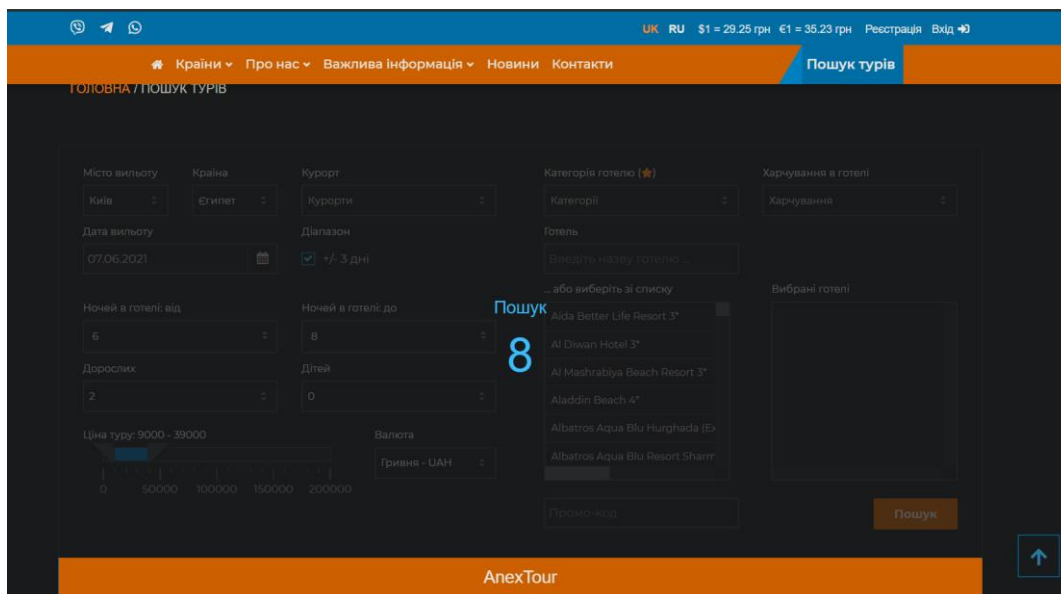 UK RU $1 = 29.25 грн €1 = 35.23 грн Реєстрація Вхід
Країни Про нас Важлива інформація Новини Контакти Пошук турів
ГОЛОВНА / ПОШУК ТУРІВ
Місто вильоту Країна Курорт Категорія готелю ( ) Харчування в готелі
Київ Єгипет Курорти Категорії Харчування
Дата вильоту Діапазон Готель
07.06.2021 +/- 3 дні Введіть назву готелю ...
... або виберіть зі списку Вибрані готелі
Ночей в готелі: від Ночей в готелі: до Пошук
Aida Better Life Resort 3*
6 8 8 Al Diwan Hotel 3*
Дорослих Дітей Al Mashrabiya Beach Resort 3*
2 0 Aladdin Beach 4*
Albatros Aqua Blu Hurghada (Ex
Ціна туру: 9000 - 39000 Валюта
Гривня - UAH Albatros Aqua Blu Resort Sharm
0 50000 100000 150000 200000
Промо-код Пошук
AnexTour